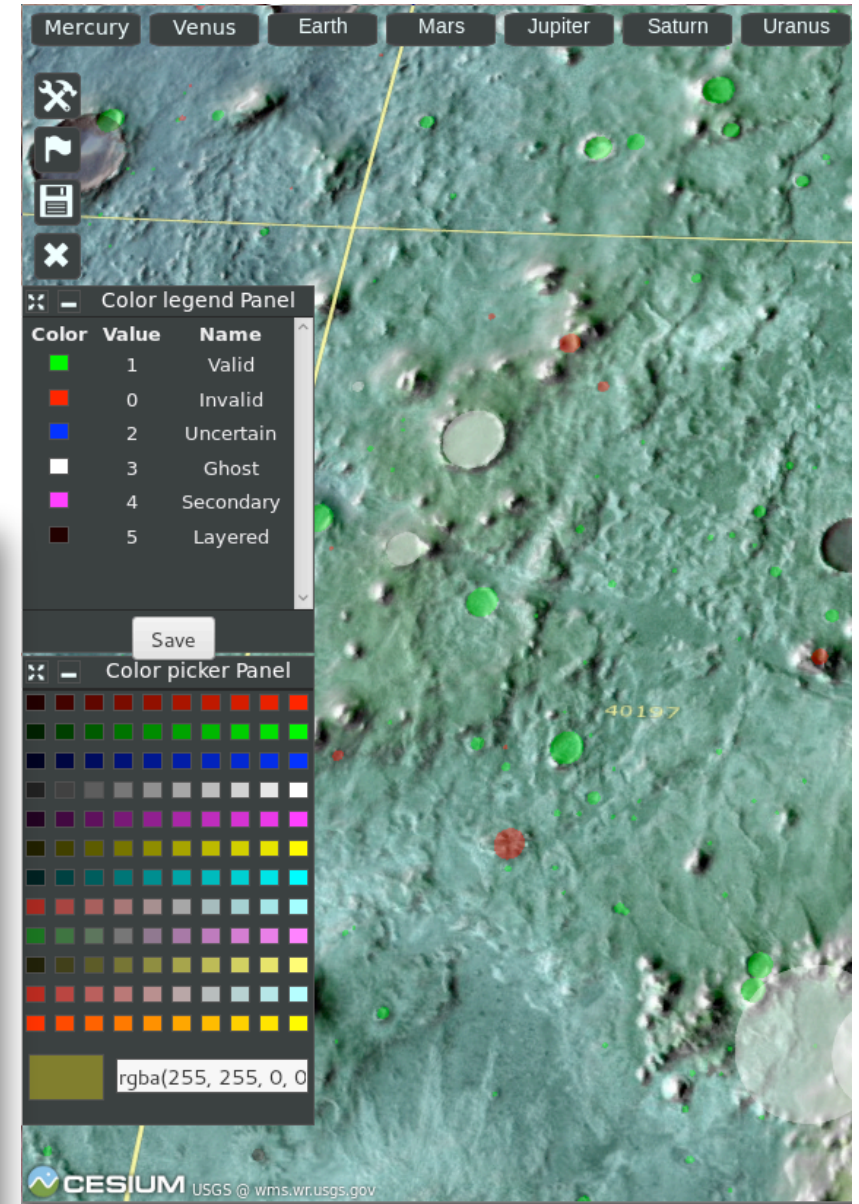 Mercury Venus Earth Mars Jupiter Saturn Uranus
Color legend Panel
Color Value Name
1 Valid
0 Invalid
2 Uncertain
3 Ghost
4 Secondary
5 Layered
Save
Color picker Panel
40197
rgba(255, 255, 0, 0
CESIUM USGS @ wms.wr.usgs.gov